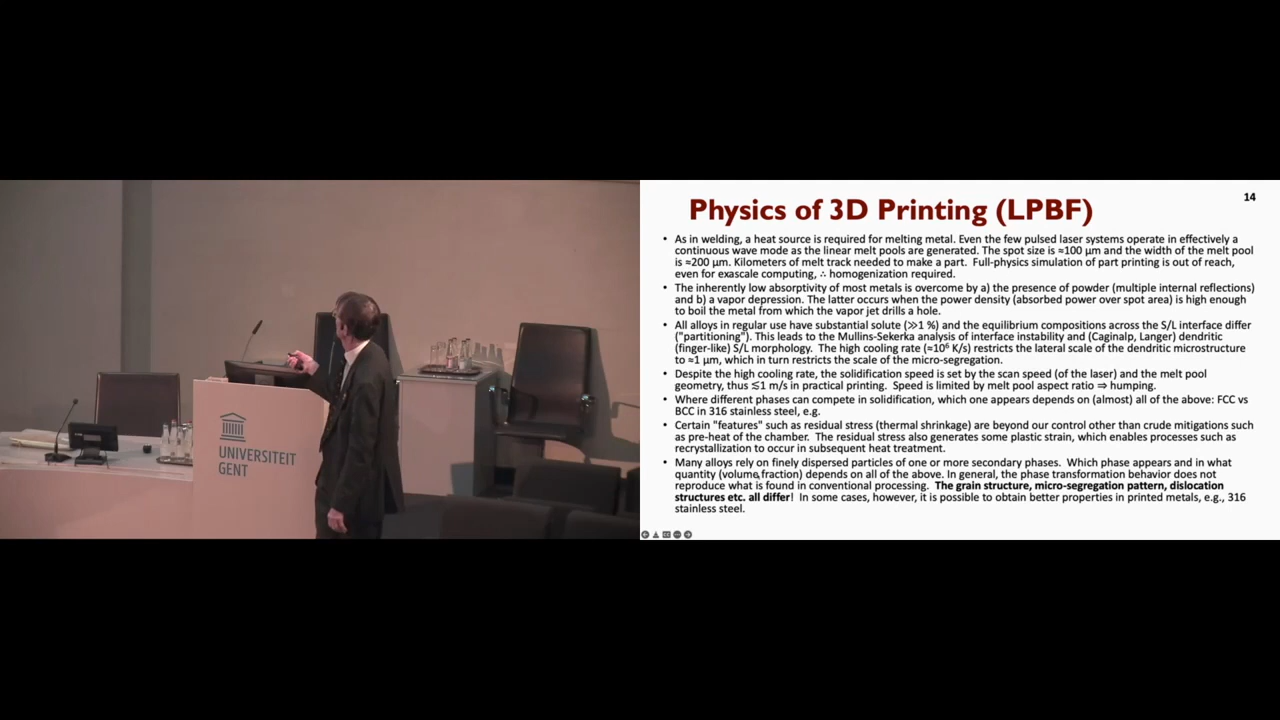 UNIVERSITEIT
GENT
14
Physics of 3D Printing (LPBF)
• As in welding, a heat source is required for melting metal. Even the few pulsed laser systems operate in effectively a
continuous wave mode as the linear melt pools are generated. The spot size is ≈100 μm and the width of the melt pool
is ≈200 μm. Kilometers of melt track needed to make a part. Full-physics simulation of part printing is out of reach,
even for exascale computing, ∴ homogenization required.
• The inherently low absorptivity of most metals is overcome by a) the presence of powder (multiple internal reflections)
and b) a vapor depression. The latter occurs when the power density (absorbed power over spot area) is high enough
to boil the metal from which the vapor jet drills a hole.
• All alloys in regular use have substantial solute (≫1 %) and the equilibrium compositions across the S/L interface differ
("partitioning"). This leads to the Mullins-Sekerka analysis of interface instability and (Caginalp, Langer) dendritic
(finger-like) S/L morphology. The high cooling rate (≈10⁶ K/s) restricts the lateral scale of the dendritic microstructure
to ≈1 μm, which in turn restricts the scale of the micro-segregation.
• Despite the high cooling rate, the solidification speed is set by the scan speed (of the laser) and the melt pool
geometry, thus ≲1 m/s in practical printing. Speed is limited by melt pool aspect ratio ⇒ humping.
• Where different phases can compete in solidification, which one appears depends on (almost) all of the above: FCC vs
BCC in 316 stainless steel, e.g.
• Certain "features" such as residual stress (thermal shrinkage) are beyond our control other than crude mitigations such
as pre-heat of the chamber. The residual stress also generates some plastic strain, which enables processes such as
recrystallization to occur in subsequent heat treatment.
• Many alloys rely on finely dispersed particles of one or more secondary phases. Which phase appears and in what
quantity (volume fraction) depends on all of the above. In general, the phase transformation behavior does not
reproduce what is found in conventional processing. The grain structure, micro-segregation pattern, dislocation
structures etc. all differ! In some cases, however, it is possible to obtain better properties in printed metals, e.g., 316
stainless steel.